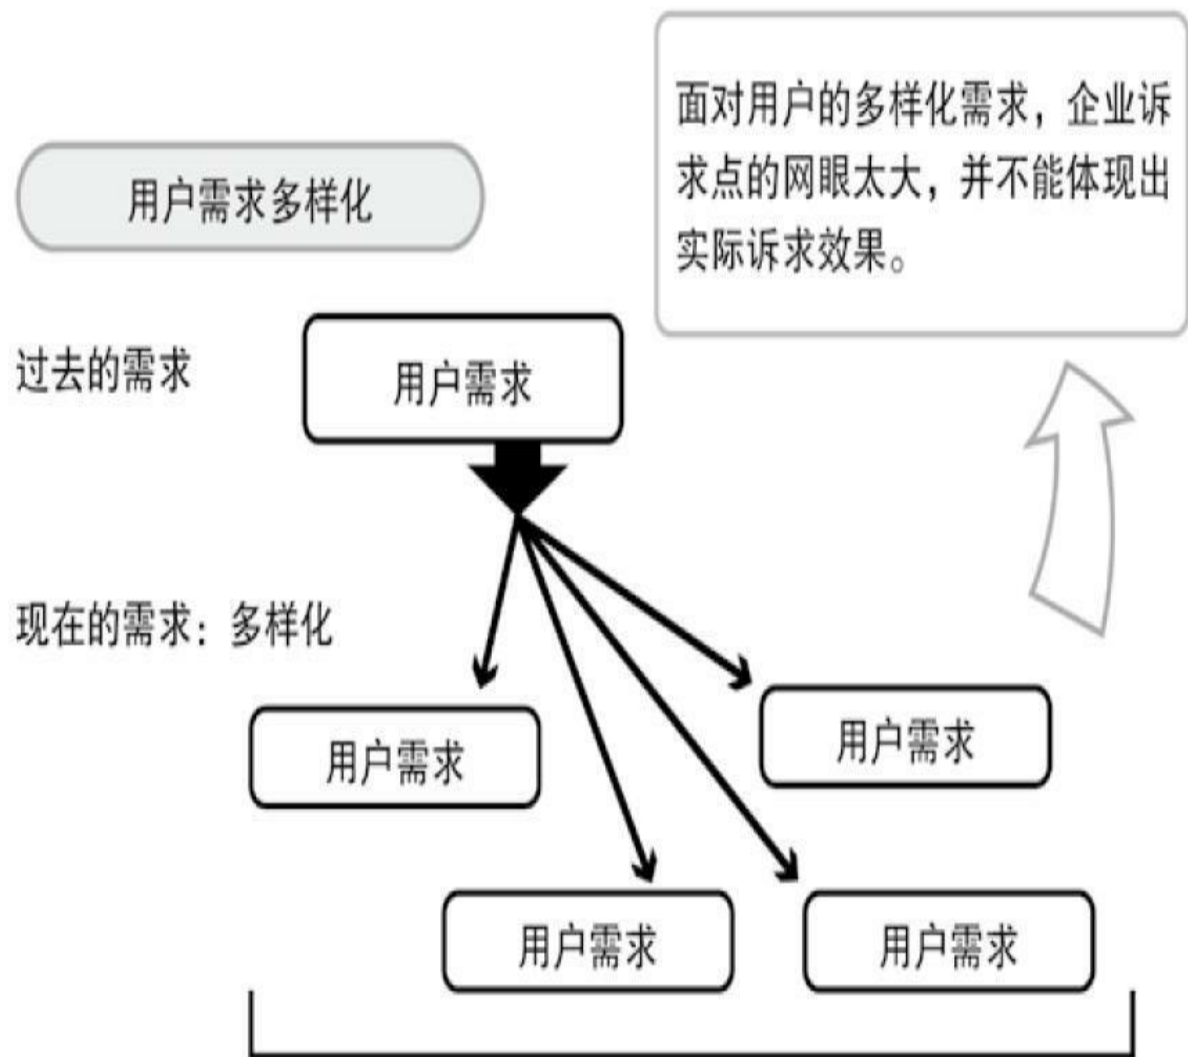 面对用户的多样化需求，企业诉
求点的网眼太大，并不能体现出
实际诉求效果。
用户需求多样化
过去的需求
用户需求
现在的需求：多样化
用户需求
用户需求
用户需求
用户需求